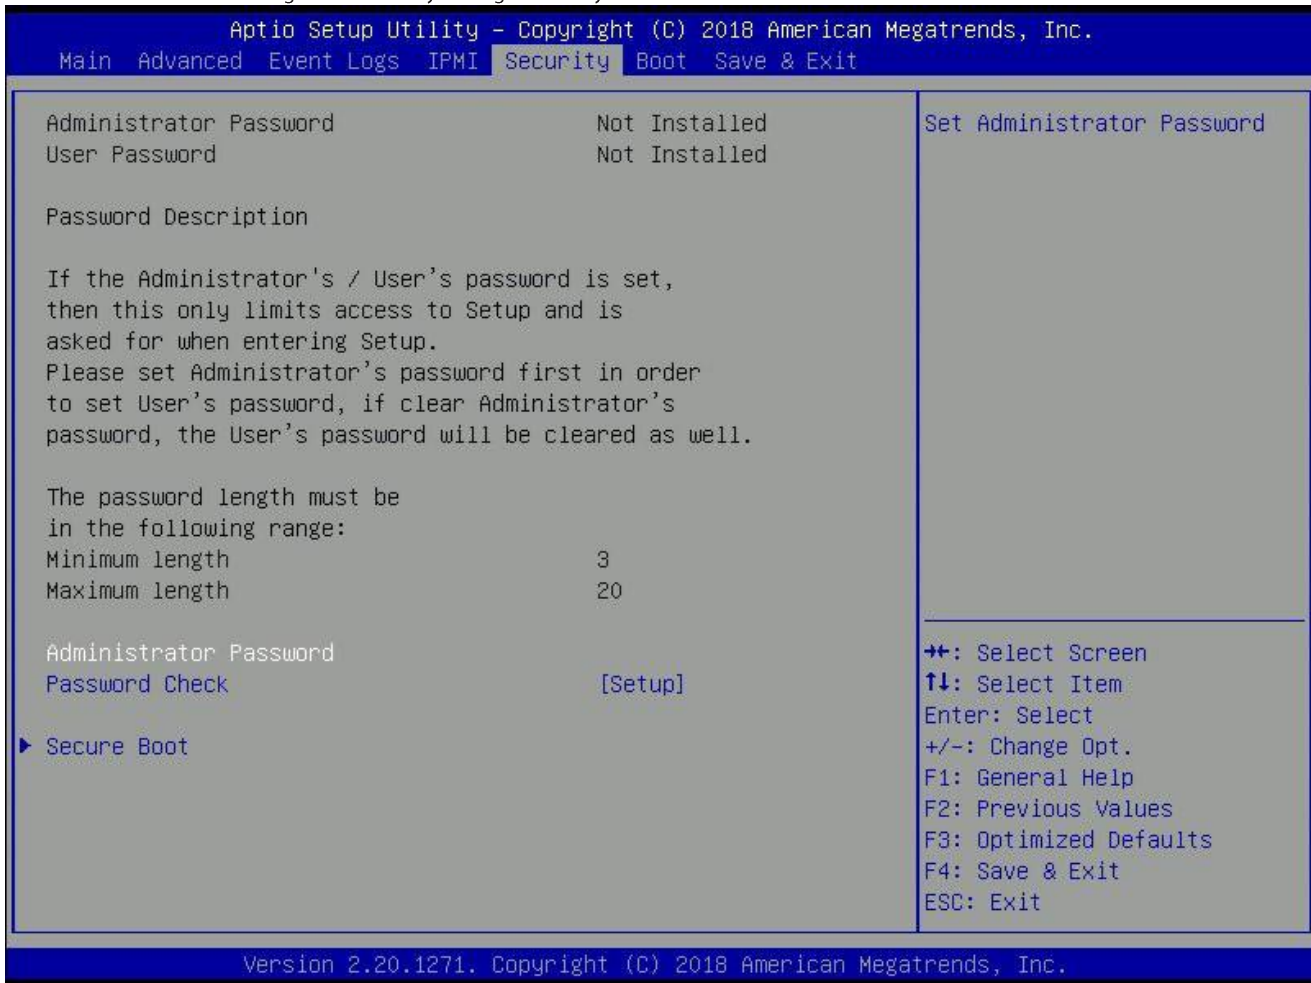 Aptio Setup Utility – Copyright (C) 2018 American Megatrends, Inc.
Main Advanced Event Logs IPMI Security Boot Save & Exit
Administrator Password Not Installed
User Password Not Installed
Password Description
If the Administrator's / User's password is set,
then this only limits access to Setup and is
asked for when entering Setup.
Please set Administrator's password first in order
to set User's password, if clear Administrator's
password, the User's password will be cleared as well.
The password length must be
in the following range:
Minimum length 3
Maximum length 20
Administrator Password
Password Check [Setup]
Secure Boot
Set Administrator Password
→←: Select Screen
↑↓: Select Item
Enter: Select
+/-: Change Opt.
F1: General Help
F2: Previous Values
F3: Optimized Defaults
F4: Save & Exit
ESC: Exit
Version 2.20.1271. Copyright (C) 2018 American Megatrends, Inc.